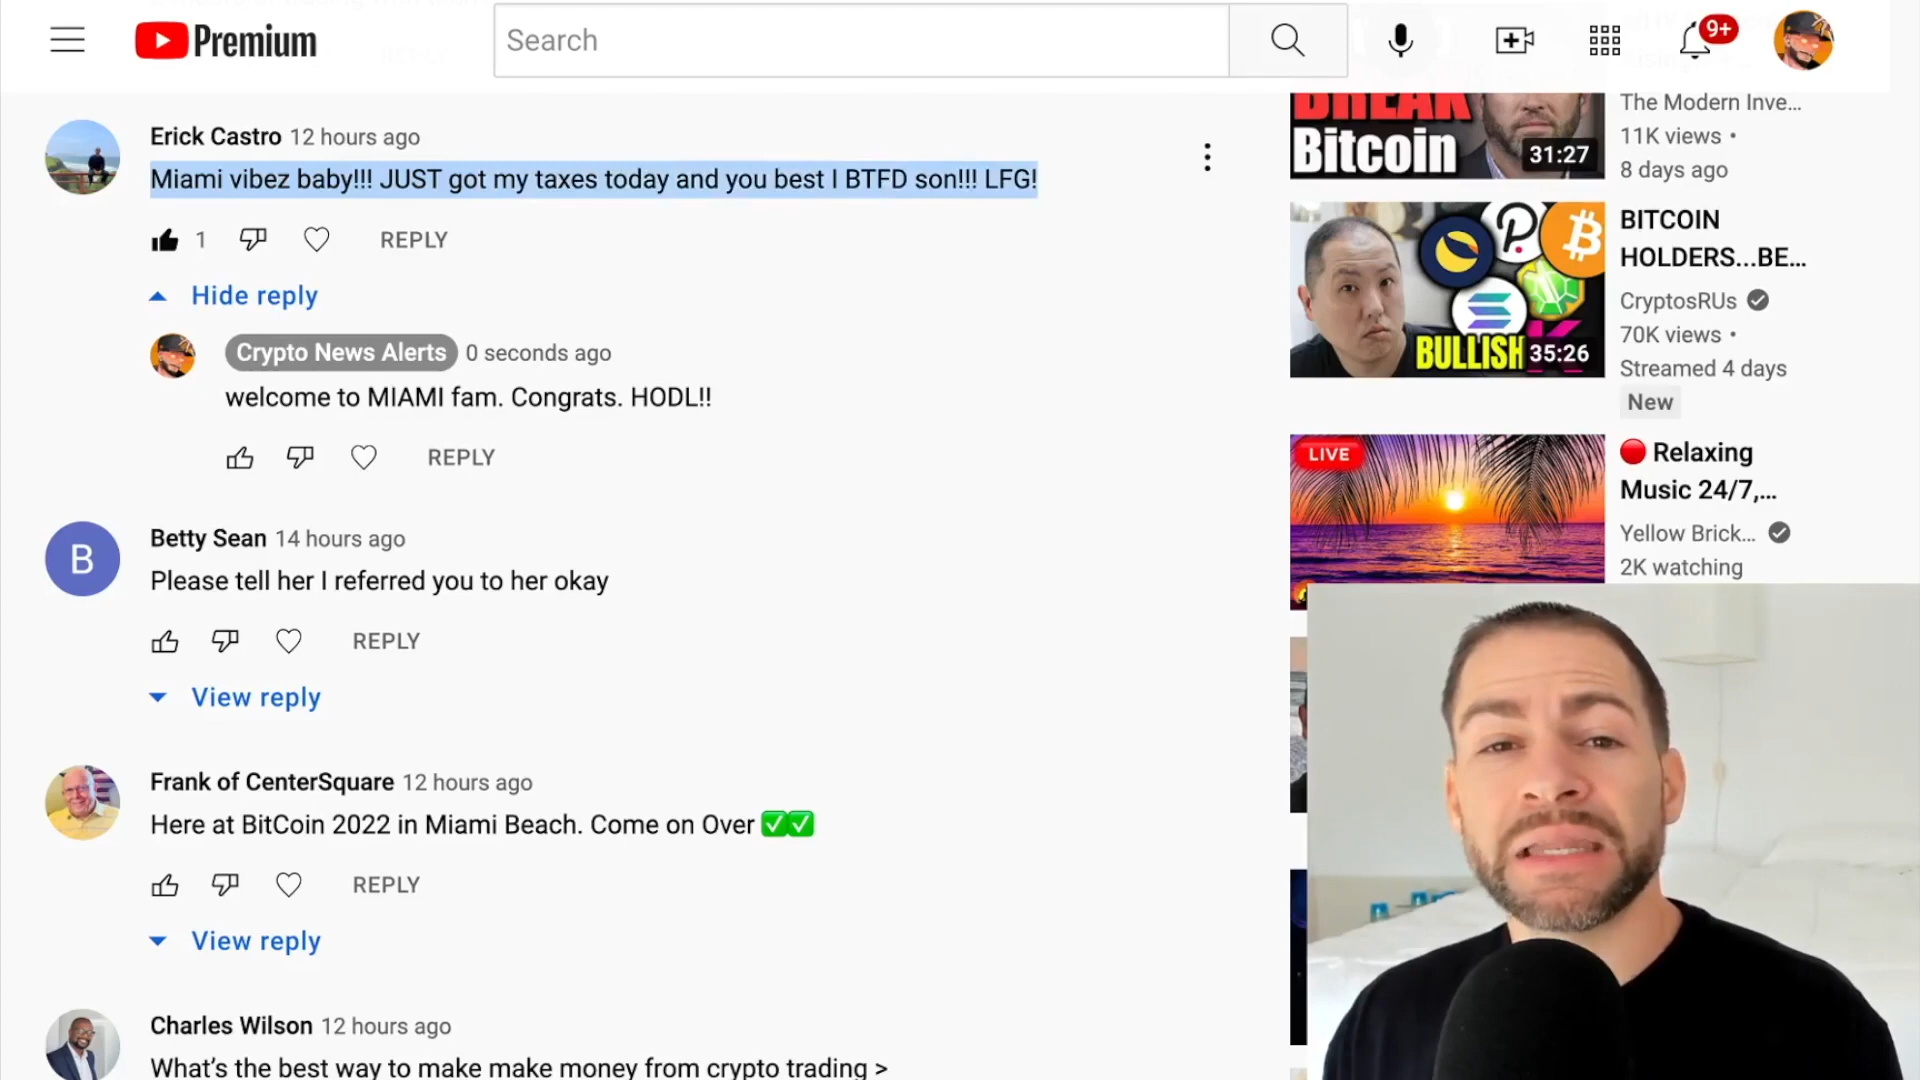 Premium
Search
9+
Erick Castro 12 hours ago
Miami vibez baby!!! JUST got my taxes today and you best I BTFD son!!! LFG!
1
REPLY
Hide reply
Crypto News Alerts 0 seconds ago
welcome to MIAMI fam. Congrats. HODL!!
REPLY
B
Betty Sean 14 hours ago
Please tell her I referred you to her okay
REPLY
View reply
Frank of CenterSquare 12 hours ago
Here at BitCoin 2022 in Miami Beach. Come on Over ✅✅
REPLY
View reply
Charles Wilson 12 hours ago
What's the best way to make make money from crypto trading >
BREAK
Bitcoin
31:27
The Modern Inve...
11K views •
8 days ago
BULLISH
35:26
BITCOIN
HOLDERS...BE...
CryptosRUs
70K views •
Streamed 4 days
New
LIVE
🔴 Relaxing
Music 24/7,...
Yellow Brick...
2K watching